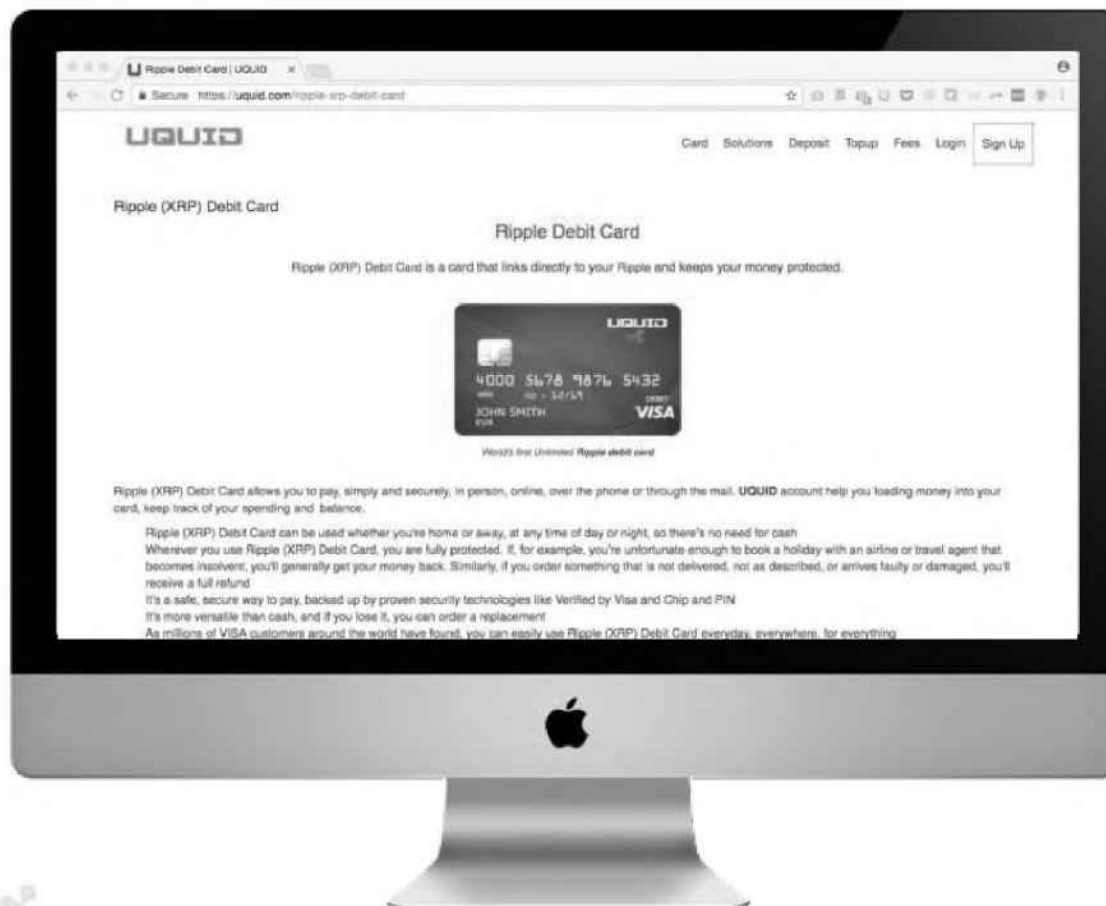 Ripple Debit Card | UQUID
Secure https://uquid.com/ripple-xrp-debit-card
UQUID
Card Solutions Deposit Topup Fees Login Sign Up
Ripple (XRP) Debit Card
Ripple Debit Card
Ripple (XRP) Debit Card is a card that links directly to your Ripple and keeps your money protected.
UQUID
4000 5678 9876 5432
12/19
JOHN SMITH
DEBIT
VISA
World's first Unlimited Ripple debit card
Ripple (XRP) Debit Card allows you to pay, simply and securely, in person, online, over the phone or through the mail. UQUID account help you loading money into your
card, keep track of your spending and balance.
Ripple (XRP) Debit Card can be used whether you're home or away, at any time of day or night, so there's no need for cash
Wherever you use Ripple (XRP) Debit Card, you are fully protected. If, for example, you're unfortunate enough to book a holiday with an airline or travel agent that
becomes insolvent, you'll generally get your money back. Similarly, if you order something that is not delivered, not as described, or arrives faulty or damaged, you'll
receive a full refund
It's a safe, secure way to pay, backed up by proven security technologies like Verified by Visa and Chip and PIN
It's more versatile than cash, and if you lose it, you can order a replacement
As millions of VISA customers around the world have found, you can easily use Ripple (XRP) Debit Card everyday, everywhere, for everything